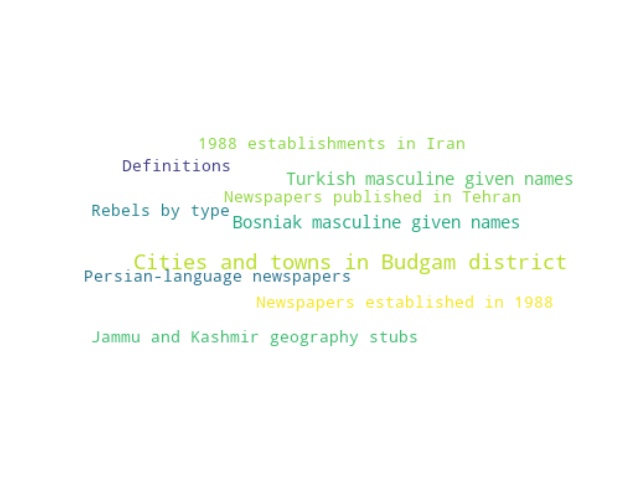 1988 establishments in Iran
Definitions
Turkish masculine given names
Newspapers published in Tehran
Rebels by type
Bosniak masculine given names
Cities and towns in Budgam district
Persian-language newspapers
Newspapers established in 1988
Jammu and Kashmir geography stubs